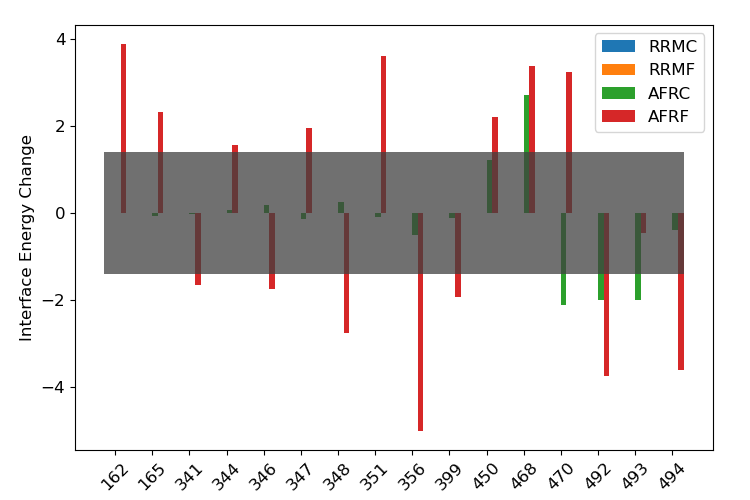 Interface Energy Change
4
2
0
−2
−4
RRMC
RRMF
AFRC
AFRF
162 165 341 344 346 347 348 351 356 399 450 468 470 492 493 494